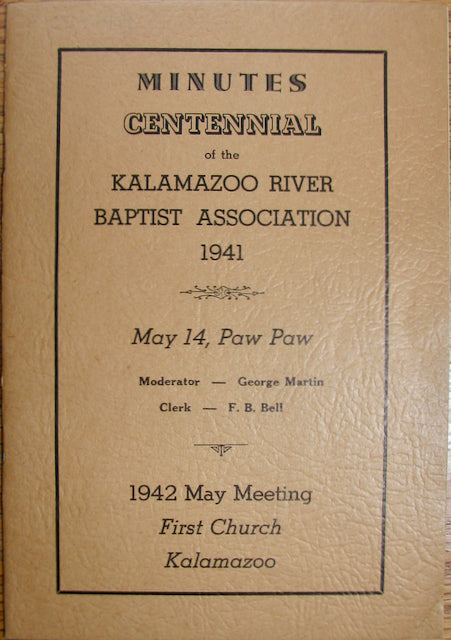 MINUTES
CENTENNIAL
of the
KALAMAZOO RIVER
BAPTIST ASSOCIATION
1941
May 14, Paw Paw
Moderator — George Martin
Clerk — F. B. Bell
1942 May Meeting
First Church
Kalamazoo